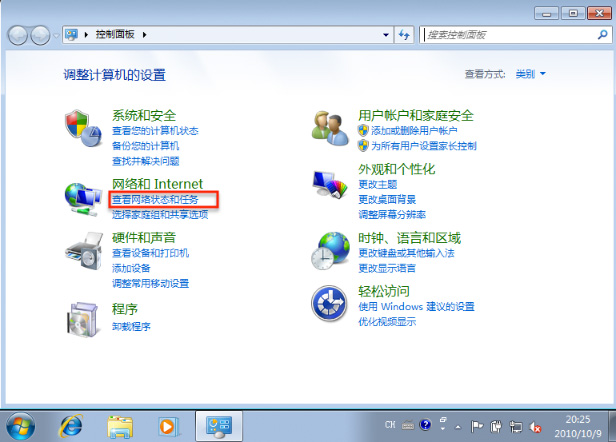 控制面板
搜索控制面板
调整计算机的设置
查看方式: 类别
系统和安全
查看您的计算机状态
备份您的计算机
查找并解决问题
网络和 Internet
查看网络状态和任务
选择家庭组和共享选项
硬件和声音
查看设备和打印机
添加设备
调整常用移动设置
程序
卸载程序
用户帐户和家庭安全
添加或删除用户帐户
为所有用户设置家长控制
外观和个性化
更改主题
更改桌面背景
调整屏幕分辨率
时钟、语言和区域
更改键盘或其他输入法
更改显示语言
轻松访问
使用 Windows 建议的设置
优化视频显示
CH
20:25
2010/10/9